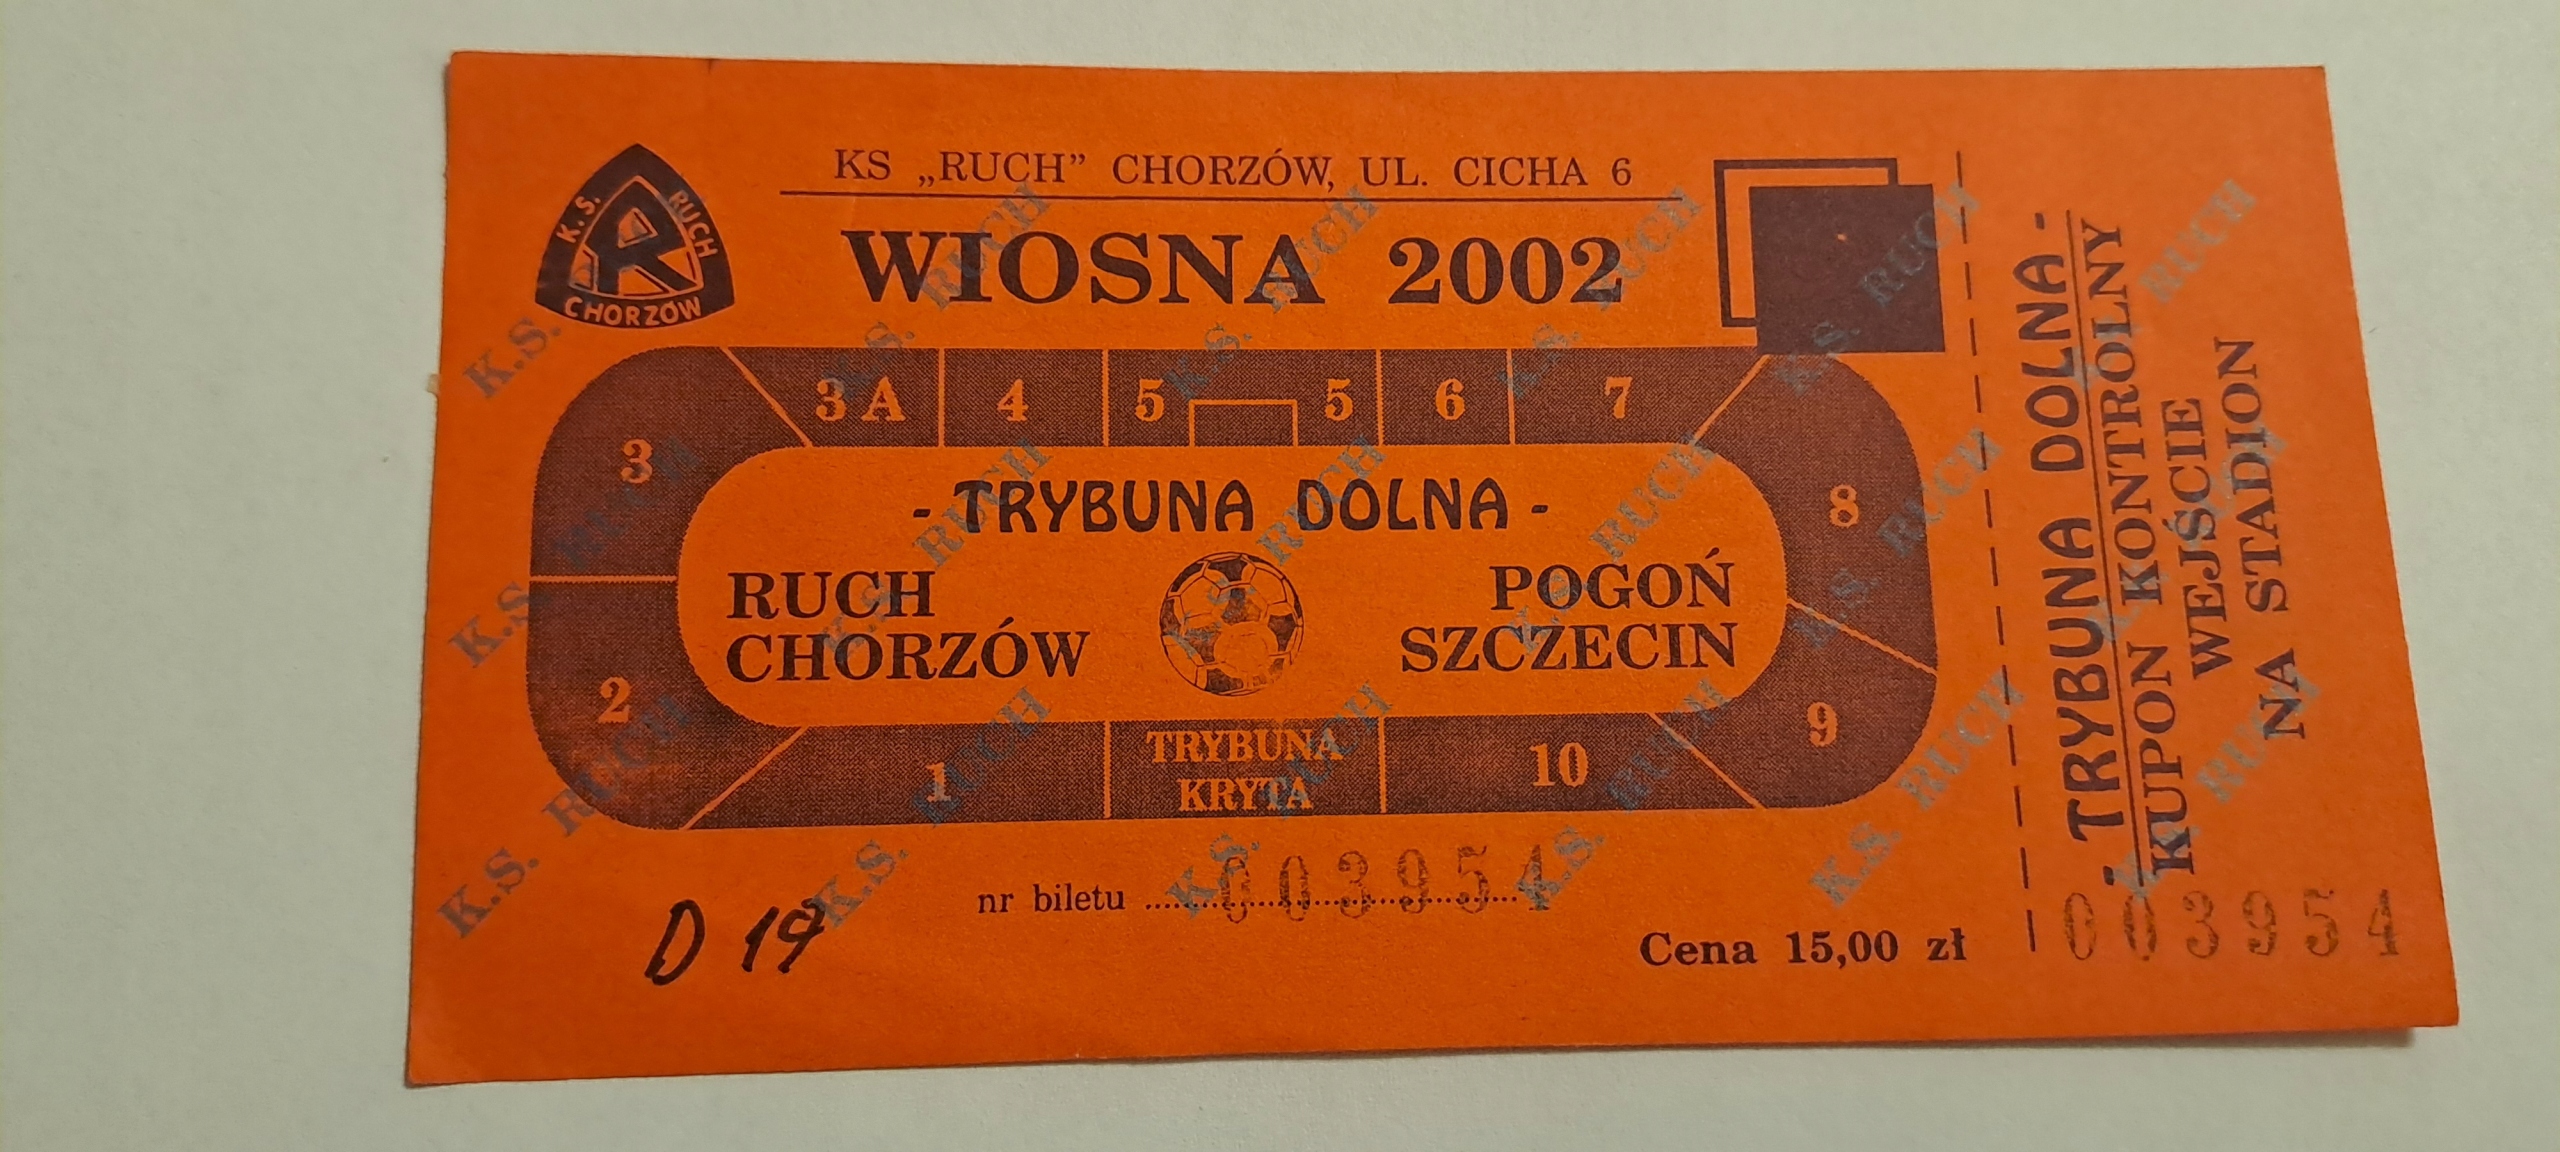 KS „RUCH” CHORZÓW, UL. CICHA 6
K.S. RUCH
R
CHORZÓW
WIOSNA 2002
3 3A 4 5 5 6 7 8
- TRYBUNA DOLNA -
RUCH CHORZÓW
POGOŃ SZCZECIN
2 1 TRYBUNA KRYTA 10 9
nr biletu 003954
D 19
Cena 15,00 zł
- TRYBUNA DOLNA -
KUPON KONTROLNY
WEJŚCIE
NA STADION
003954
K.S. RUCH